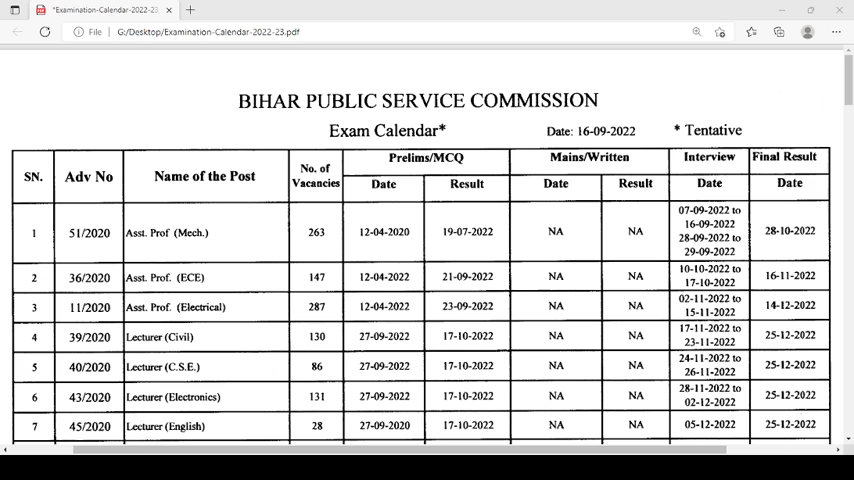 *Examination-Calendar-2022-23.
File G:/Desktop/Examination-Calendar-2022-23.pdf
BIHAR PUBLIC SERVICE COMMISSION
Exam Calendar* Date: 16-09-2022 * Tentative
SN. Adv No Name of the Post No. of Vacancies Prelims/MCQ Mains/Written Interview Final Result
Date Result Date Result Date Date
1 51/2020 Asst. Prof (Mech.) 263 12-04-2020 19-07-2022 NA NA 07-09-2022 to 16-09-2022 28-09-2022 to 29-09-2022 28-10-2022
2 36/2020 Asst. Prof. (ECE) 147 12-04-2022 21-09-2022 NA NA 10-10-2022 to 17-10-2022 16-11-2022
3 11/2020 Asst. Prof. (Electrical) 287 12-04-2022 23-09-2022 NA NA 02-11-2022 to 15-11-2022 14-12-2022
4 39/2020 Lecturer (Civil) 130 27-09-2022 17-10-2022 NA NA 17-11-2022 to 23-11-2022 25-12-2022
5 40/2020 Lecturer (C.S.E.) 86 27-09-2022 17-10-2022 NA NA 24-11-2022 to 26-11-2022 25-12-2022
6 43/2020 Lecturer (Electronics) 131 27-09-2022 17-10-2022 NA NA 28-11-2022 to 02-12-2022 25-12-2022
7 45/2020 Lecturer (English) 28 27-09-2020 17-10-2022 NA NA 05-12-2022 25-12-2022